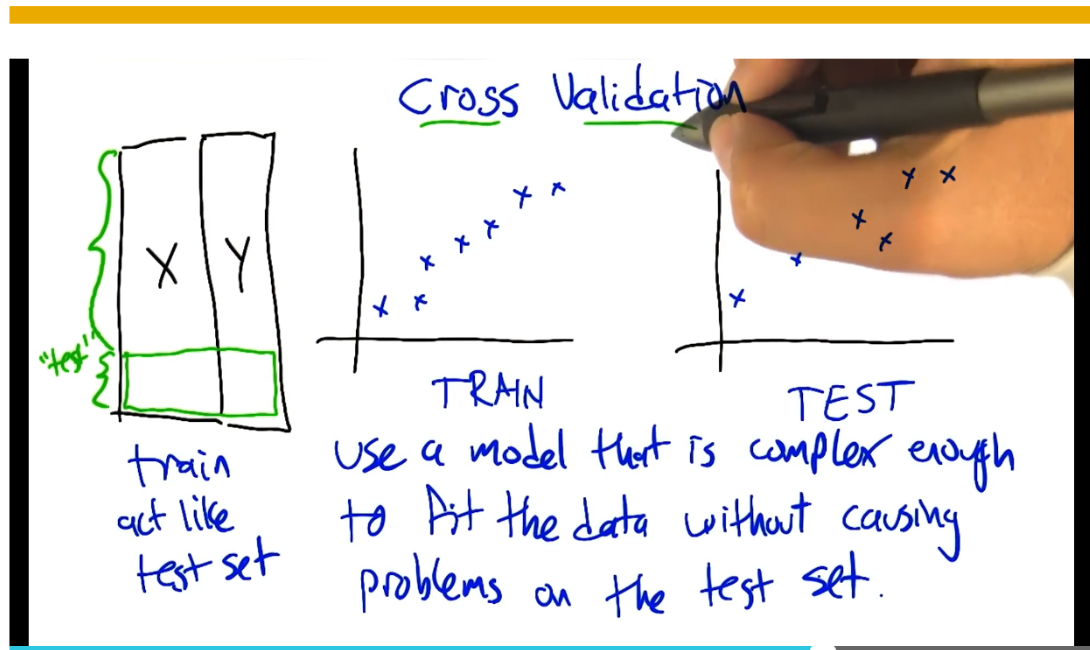 Cross Validation
X Y
"test"
TRAIN
TEST
train
act like
test set
use a model that is complex enough
to fit the data without causing
problems on the test set.